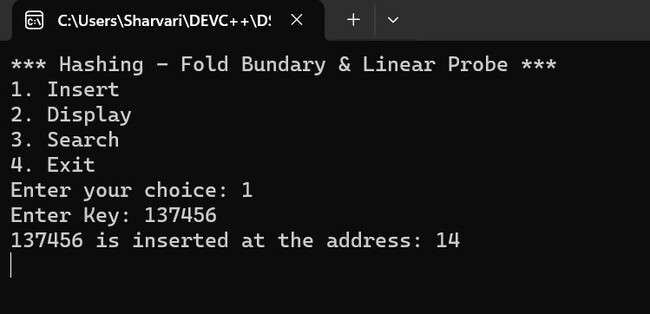 C:\Users\Sharvari\DEVC++\DS
*** Hashing - Fold Bundary & Linear Probe ***
1. Insert
2. Display
3. Search
4. Exit
Enter your choice: 1
Enter Key: 137456
137456 is inserted at the address: 14